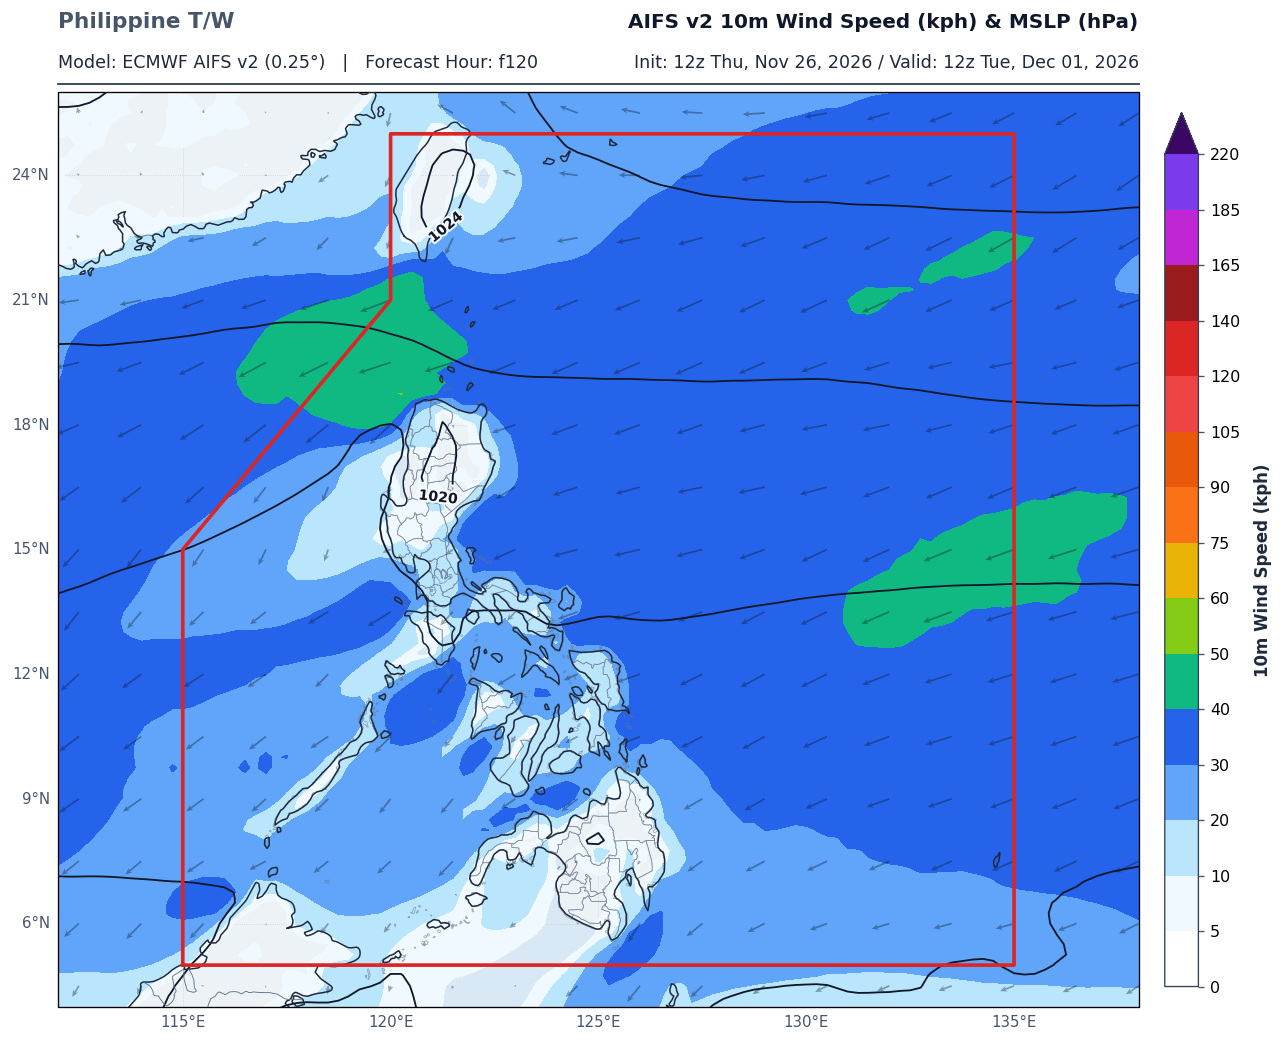 Philippine T/W
AIFS v2 10m Wind Speed (kph) & MSLP (hPa)
Model: ECMWF AIFS v2 (0.25°) | Forecast Hour: f120
Init: 12z Thu, Nov 26, 2026 / Valid: 12z Tue, Dec 01, 2026
24°N
21°N
18°N
15°N
12°N
9°N
6°N
1024
1020
115°E
120°E
125°E
130°E
135°E
220
185
165
140
120
105
90
75
60
50
40
30
20
10
5
0
10m Wind Speed (kph)